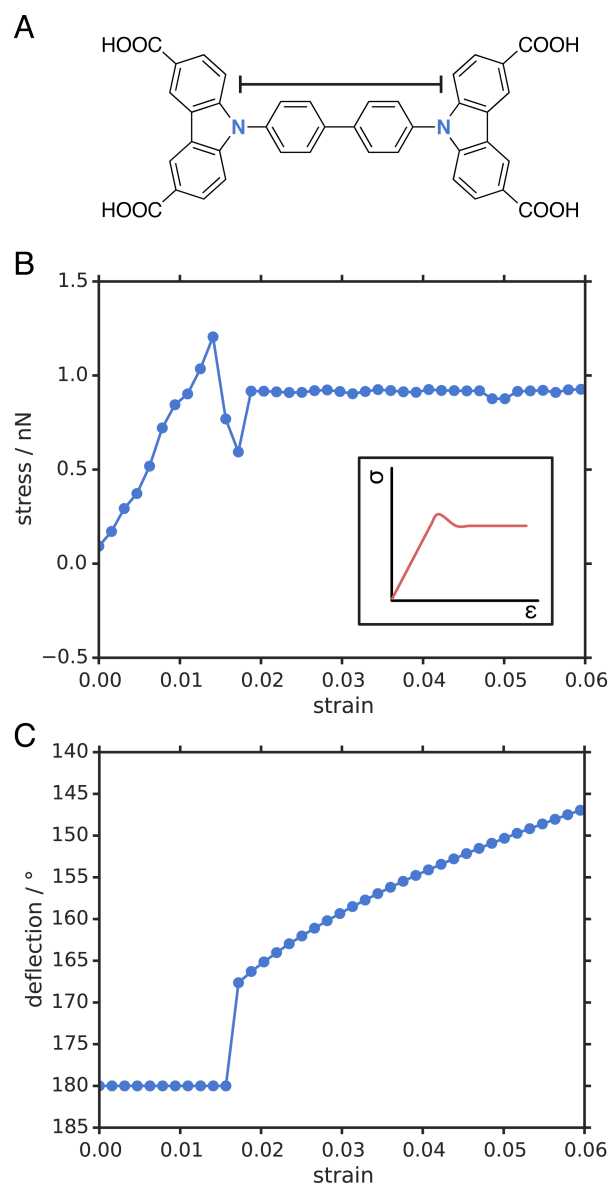 A
HOOC COOH
N N
HOOC COOH
B
1.5
1.0
0.5
0.0
−0.5
stress / nN
σ
ε
0.00 0.01 0.02 0.03 0.04 0.05 0.06
strain
C
140
145
150
155
160
165
170
175
180
185
deflection / °
0.00 0.01 0.02 0.03 0.04 0.05 0.06
strain